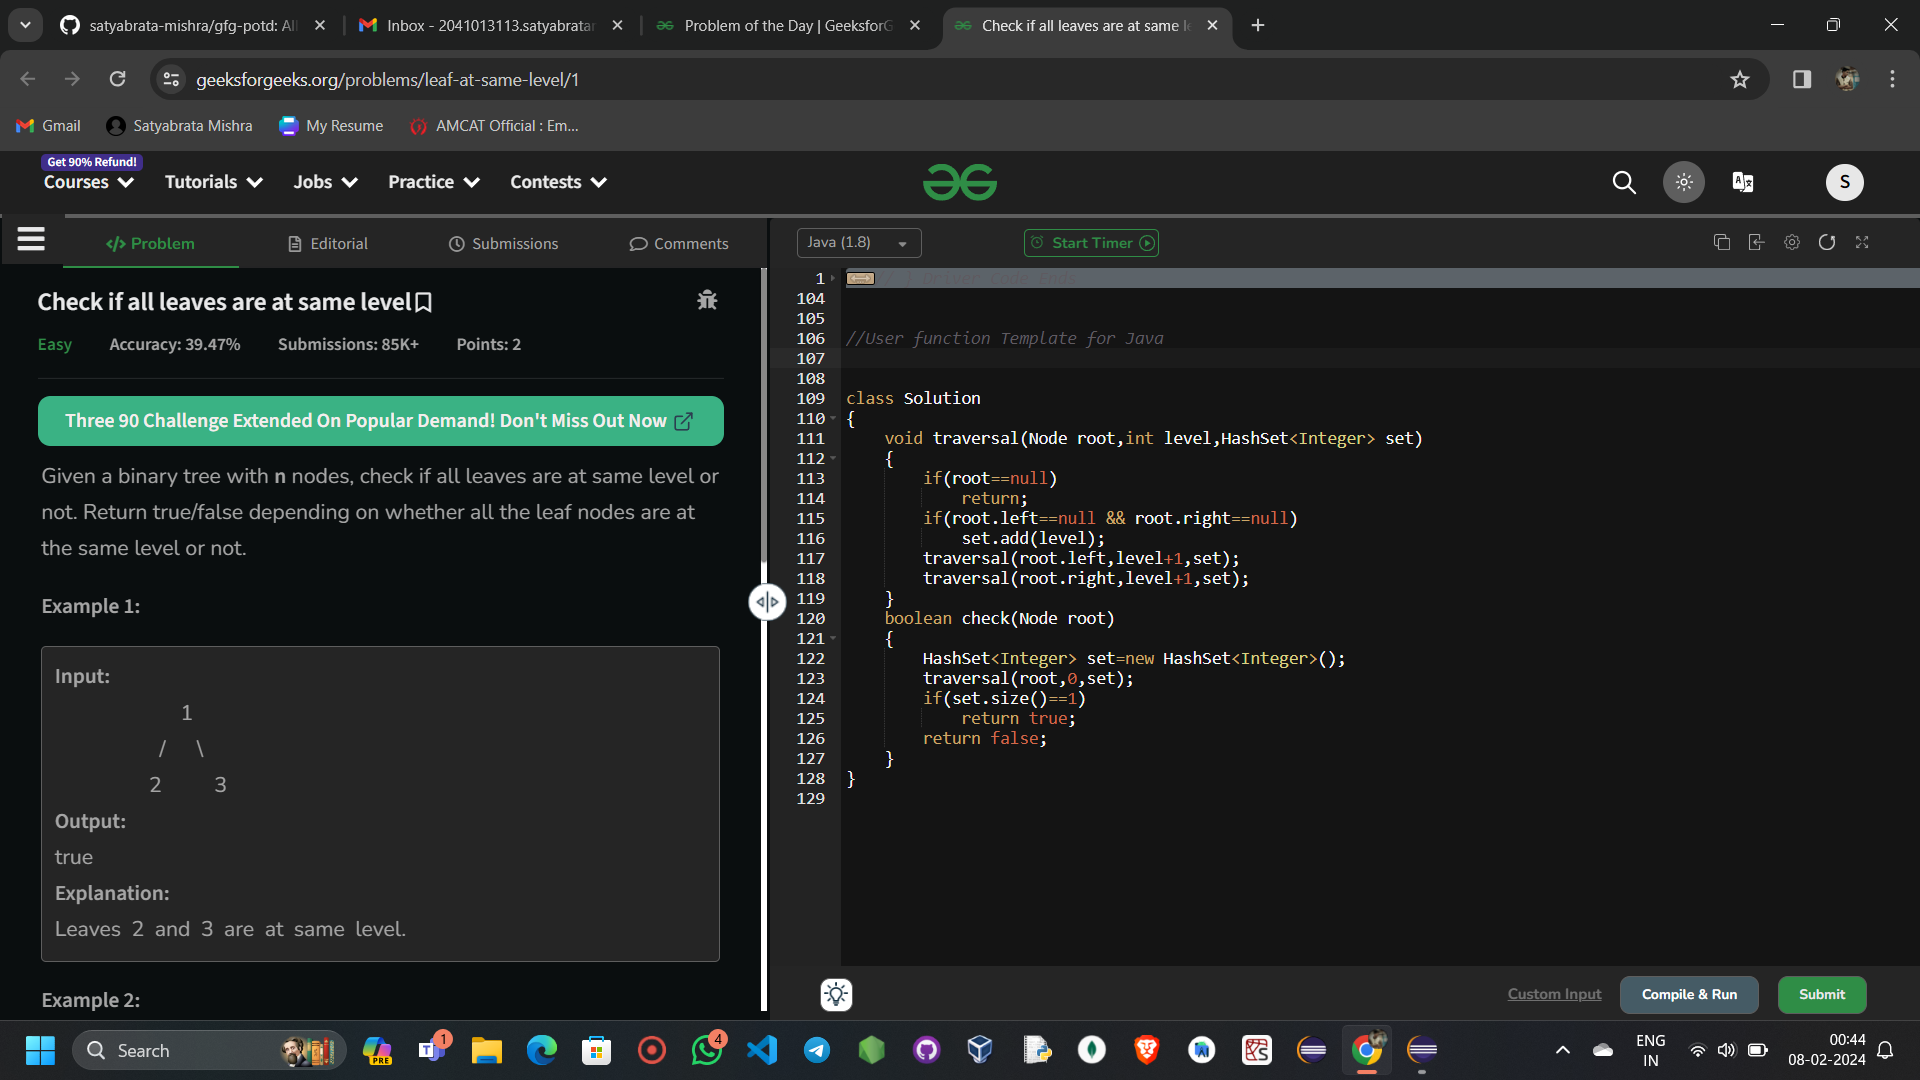 satyabrata-mishra/gfg-potd: Al
Inbox - 2041013113.satyabratar
Problem of the Day | GeeksforG
Check if all leaves are at same le
geeksforgeeks.org/problems/leaf-at-same-level/1
Gmail
Satyabrata Mishra
My Resume
AMCAT Official : Em...
Get 90% Refund!
Courses
Tutorials
Jobs
Practice
Contests
S
</> Problem
Editorial
Submissions
Comments
Java (1.8)
Start Timer
Check if all leaves are at same level
Easy
Accuracy: 39.47%
Submissions: 85K+
Points: 2
Three 90 Challenge Extended On Popular Demand! Don't Miss Out Now
Given a binary tree with n nodes, check if all leaves are at same level or
not. Return true/false depending on whether all the leaf nodes are at
the same level or not.
Example 1:
Input:
1
/ \
2 3
Output:
true
Explanation:
Leaves 2 and 3 are at same level.
Example 2:
1 // } Driver Code Ends
104
105
106 //User function Template for Java
107
108
109 class Solution
110 {
111 void traversal(Node root,int level,HashSet<Integer> set)
112 {
113 if(root==null)
114 return;
115 if(root.left==null && root.right==null)
116 set.add(level);
117 traversal(root.left,level+1,set);
118 traversal(root.right,level+1,set);
119 }
120 boolean check(Node root)
121 {
122 HashSet<Integer> set=new HashSet<Integer>();
123 traversal(root,0,set);
124 if(set.size()==1)
125 return true;
126 return false;
127 }
128 }
129
Custom Input
Compile & Run
Submit
Search
PRE
1
4
ENG
IN
00:44
08-02-2024